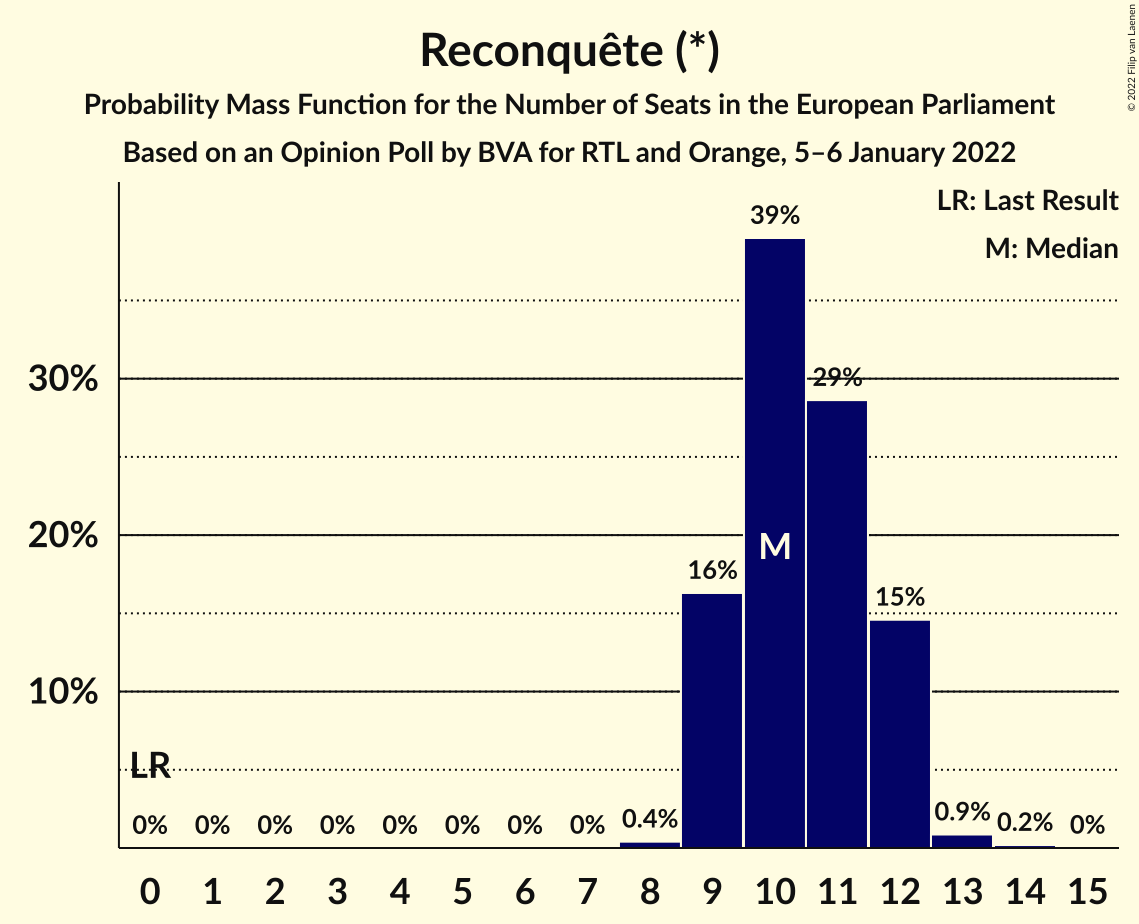 Reconquête (*)
Probability Mass Function for the Number of Seats in the European Parliament
Based on an Opinion Poll by BVA for RTL and Orange, 5–6 January 2022
© 2022 Filip van Laenen
LR: Last Result
M: Median
39%
30%
29%
20%
M
16%
15%
10%
LR
0% 0% 0% 0% 0% 0% 0% 0% 0.4% 0.9% 0.2% 0%
0 1 2 3 4 5 6 7 8 9 10 11 12 13 14 15